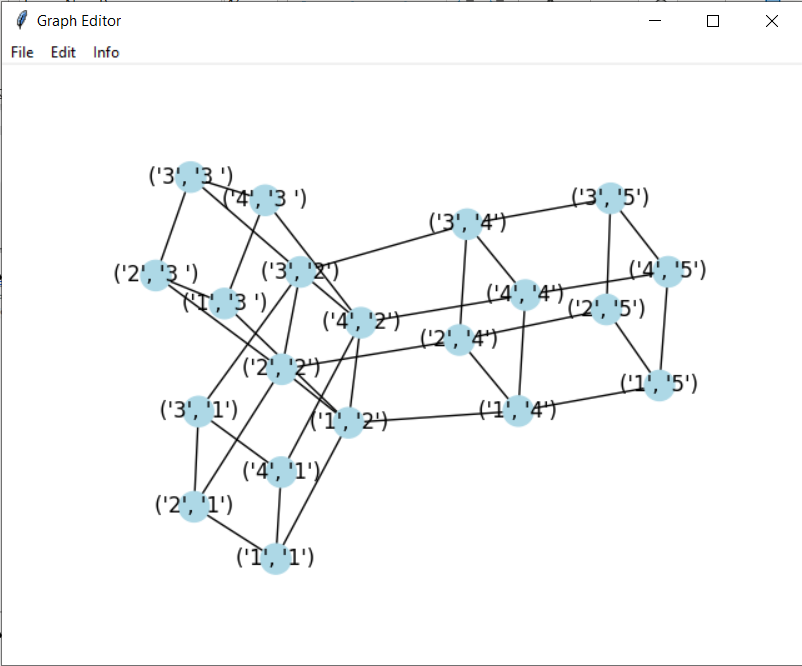 Graph Editor
File Edit Info
('3', '3 ')
('4', '3 ')
('3', '5')
('3', '4')
('2', '3 ')
('3', '2')
('4', '5')
('1', '3 ')
('4', '4')
('2', '5')
('4', '2')
('2', '4')
('2', '2')
('1', '5')
('3', '1')
('1', '2')
('1', '4')
('4', '1')
('2', '1')
('1', '1')